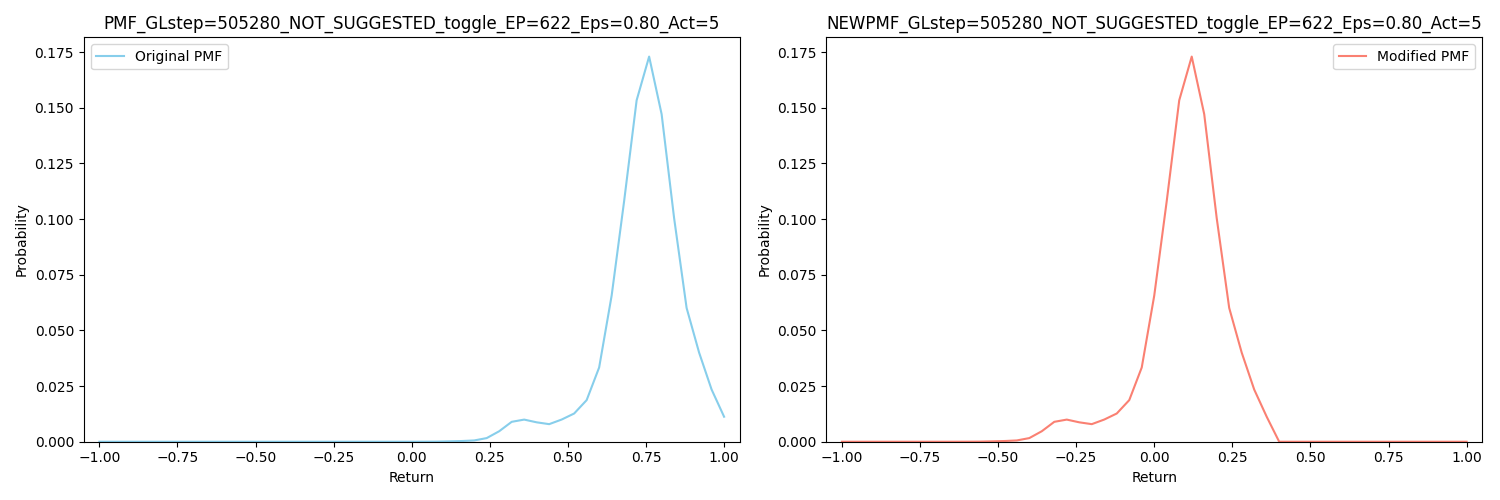 PMF_GLstep=505280_NOT_SUGGESTED_toggle_EP=622_Eps=0.80_Act=5
Original PMF
Probability
0.175
0.150
0.125
0.100
0.075
0.050
0.025
0.000
−1.00 −0.75 −0.50 −0.25 0.00 0.25 0.50 0.75 1.00
Return
NEWPMF_GLstep=505280_NOT_SUGGESTED_toggle_EP=622_Eps=0.80_Act=5
Modified PMF
Probability
0.175
0.150
0.125
0.100
0.075
0.050
0.025
0.000
−1.00 −0.75 −0.50 −0.25 0.00 0.25 0.50 0.75 1.00
Return